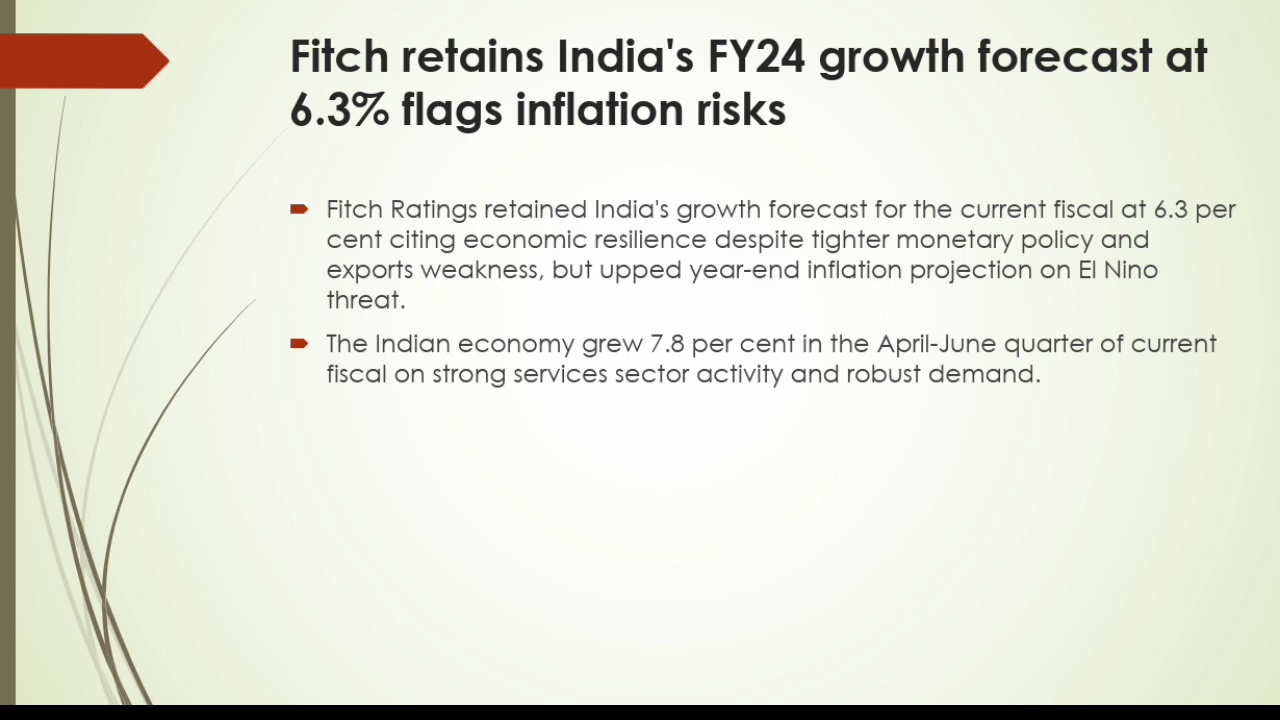 Fitch retains India's FY24 growth forecast at
6.3% flags inflation risks
Fitch Ratings retained India's growth forecast for the current fiscal at 6.3 per
cent citing economic resilience despite tighter monetary policy and
exports weakness, but upped year-end inflation projection on El Nino
threat.
The Indian economy grew 7.8 per cent in the April-June quarter of current
fiscal on strong services sector activity and robust demand.